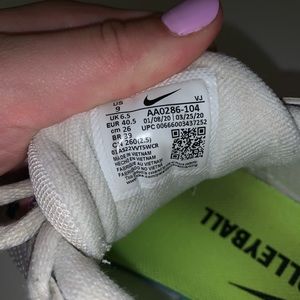 US 9
UK 6.5
EUR 40.5
cm 26
BR 39
CN 260(2.5)
VJ
AA0286-104
01/08/20 03/25/20
UPC 00666003437252
MADE IN VIETNAM
FABRIQUÉ AU VIETNAM
HECHO EN VIETNAM
LLEYBALL